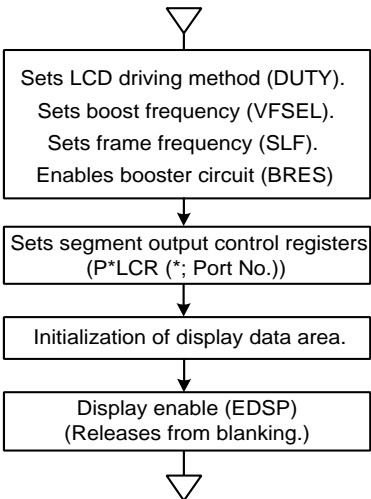 Sets LCD driving method (DUTY).
Sets boost frequency (VFSEL).
Sets frame frequency (SLF).
Enables booster circuit (BRES)
Sets segment output control registers
(P*LCR (*; Port No.))
Initialization of display data area.
Display enable (EDSP)
(Releases from blanking.)